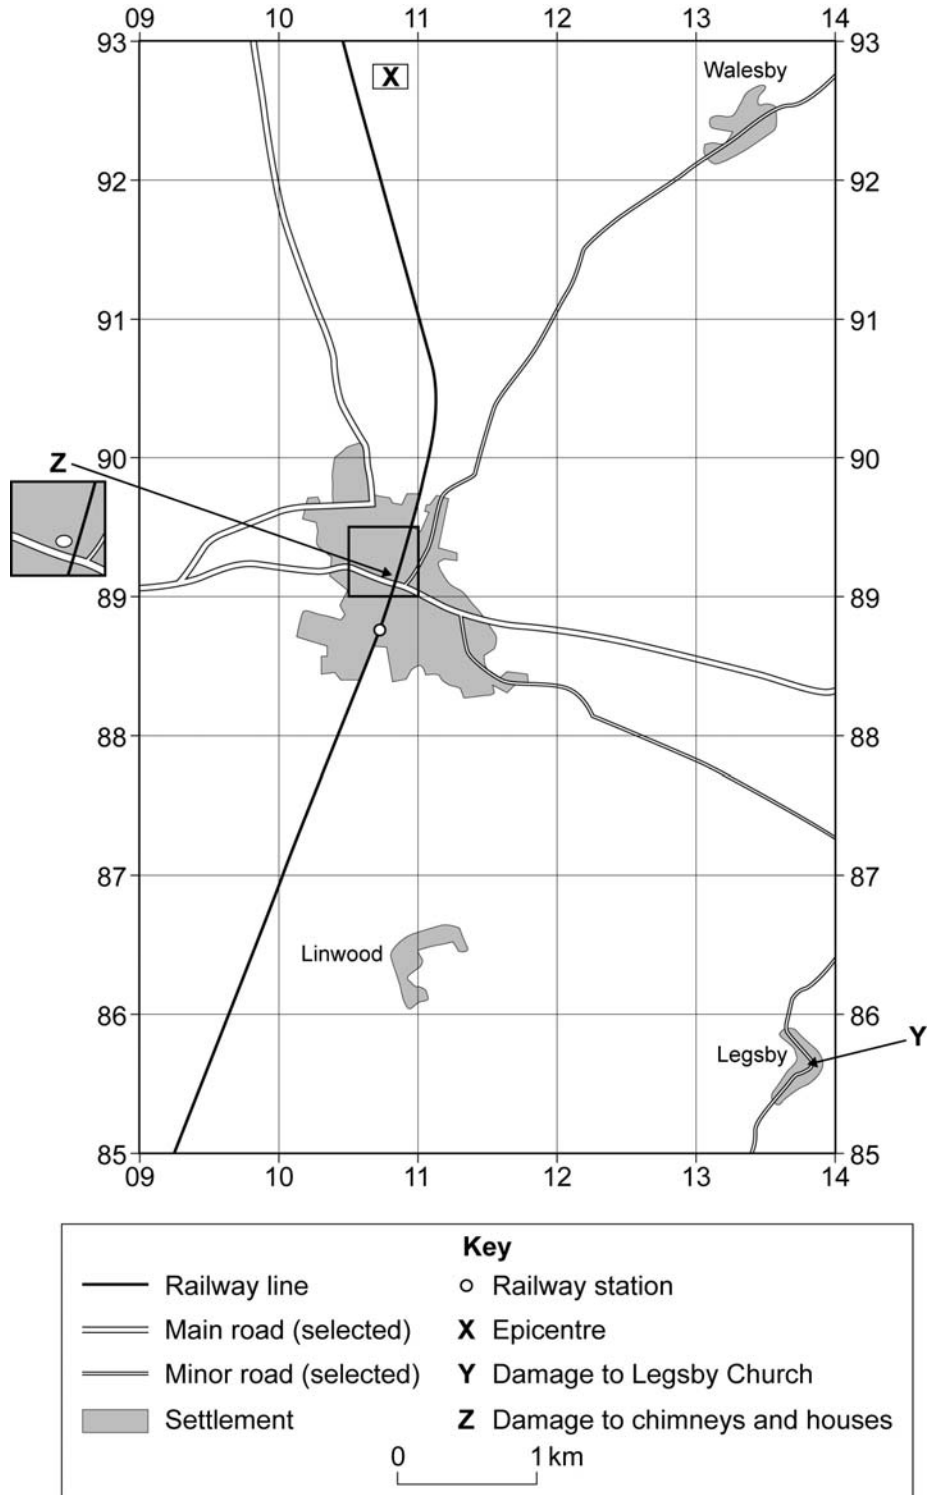 09 10 11 12 13 14
93 93
X
Walesby
92 92
91 91
90 90
Z
89 89
88 88
87 87
Linwood
86 86
Legsby Y
85 85
09 10 11 12 13 14
Key
Railway line
Railway station
Main road (selected)
X Epicentre
Minor road (selected)
Y Damage to Legsby Church
Settlement
Z Damage to chimneys and houses
0 1 km